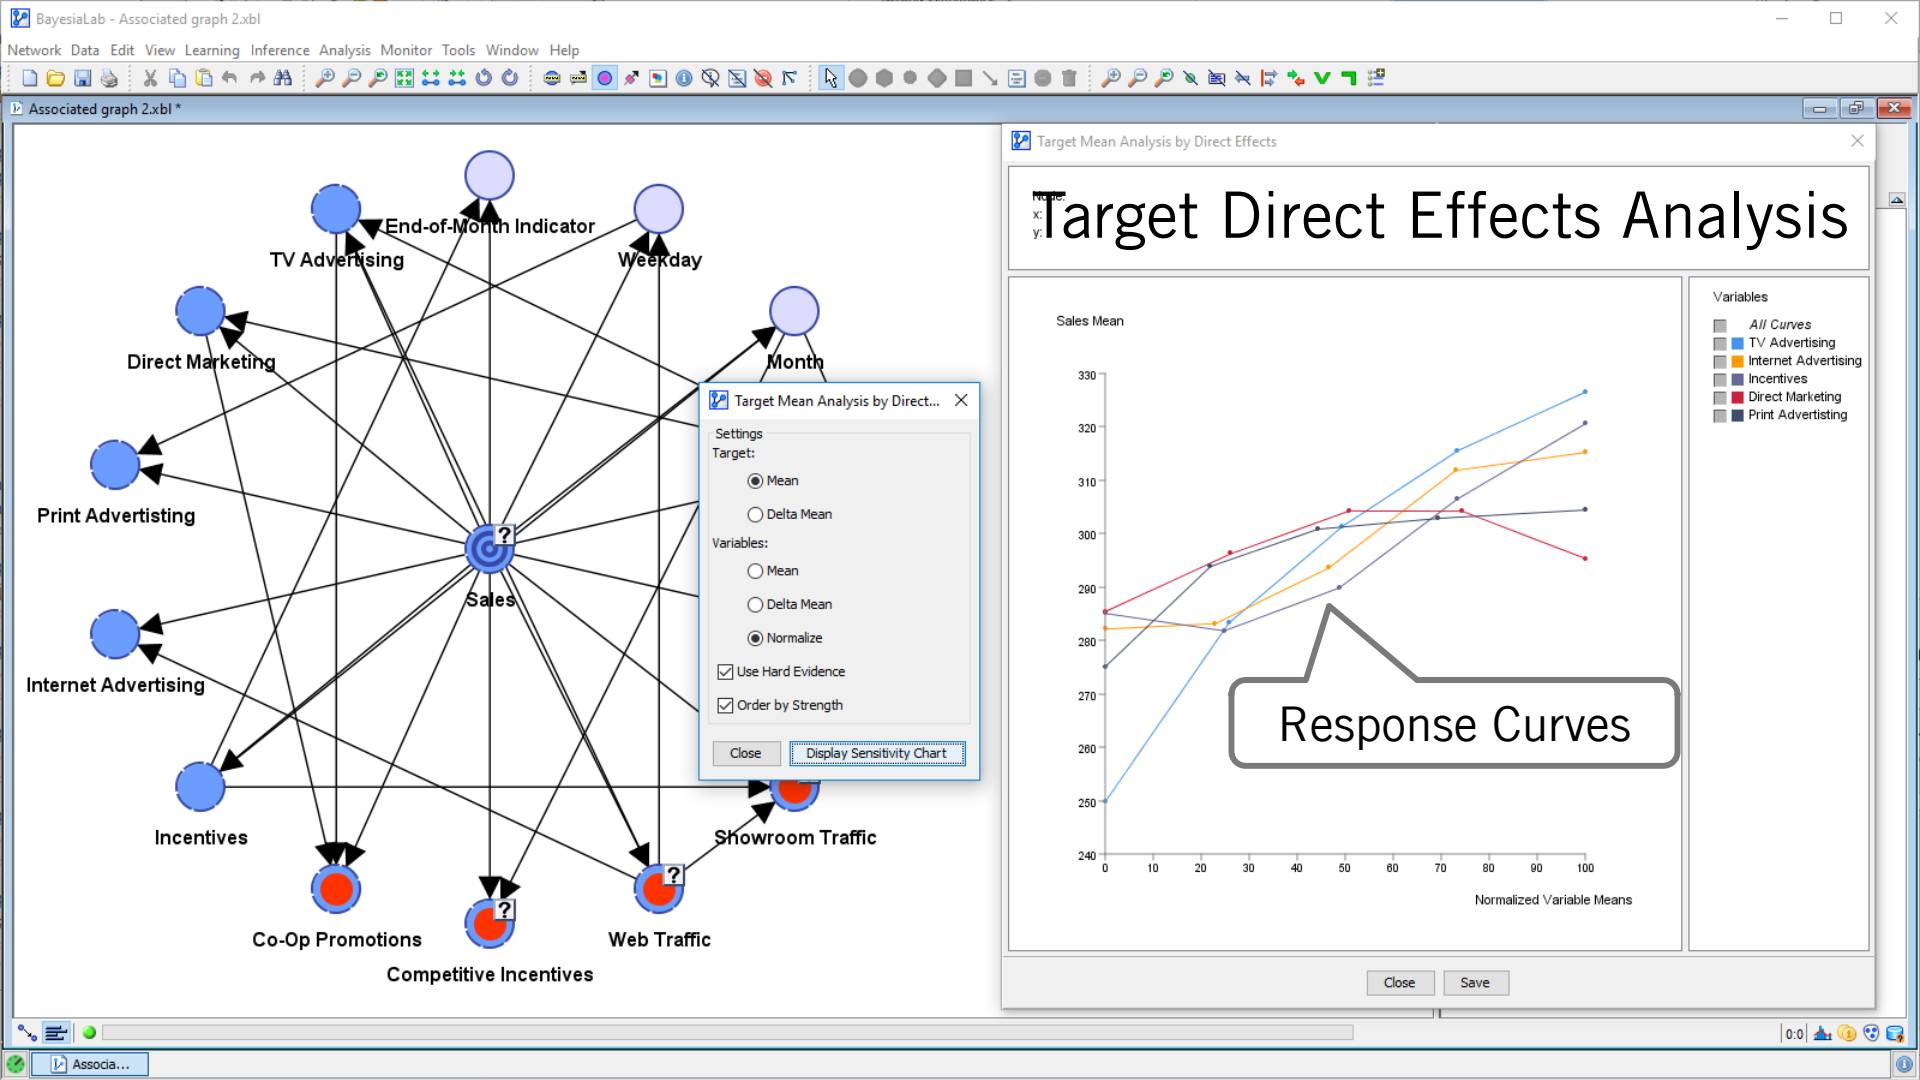 BayesiaLab - Associated graph 2.xbl
Network Data Edit View Learning Inference Analysis Monitor Tools Window Help
Associated graph 2.xbl *
End-of-Month Indicator
TV Advertising
Weekday
Direct Marketing
Month
Print Advertisting
?
Sales
Internet Advertising
Incentives
Showroom Traffic
?
?
Co-Op Promotions
Web Traffic
Competitive Incentives
Target Mean Analysis by Direct...
Settings
Target:
Mean
Delta Mean
Variables:
Mean
Delta Mean
Normalize
Use Hard Evidence
Order by Strength
Close
Display Sensitivity Chart
Target Mean Analysis by Direct Effects
Node:
x:
y:
Target Direct Effects Analysis
Sales Mean
330
320
310
300
290
280
270
260
250
240
0 10 20 30 40 50 60 70 80 90 100
Normalized Variable Means
Response Curves
Variables
All Curves
TV Advertising
Internet Advertising
Incentives
Direct Marketing
Print Advertisting
Close
Save
0:0
Associa...